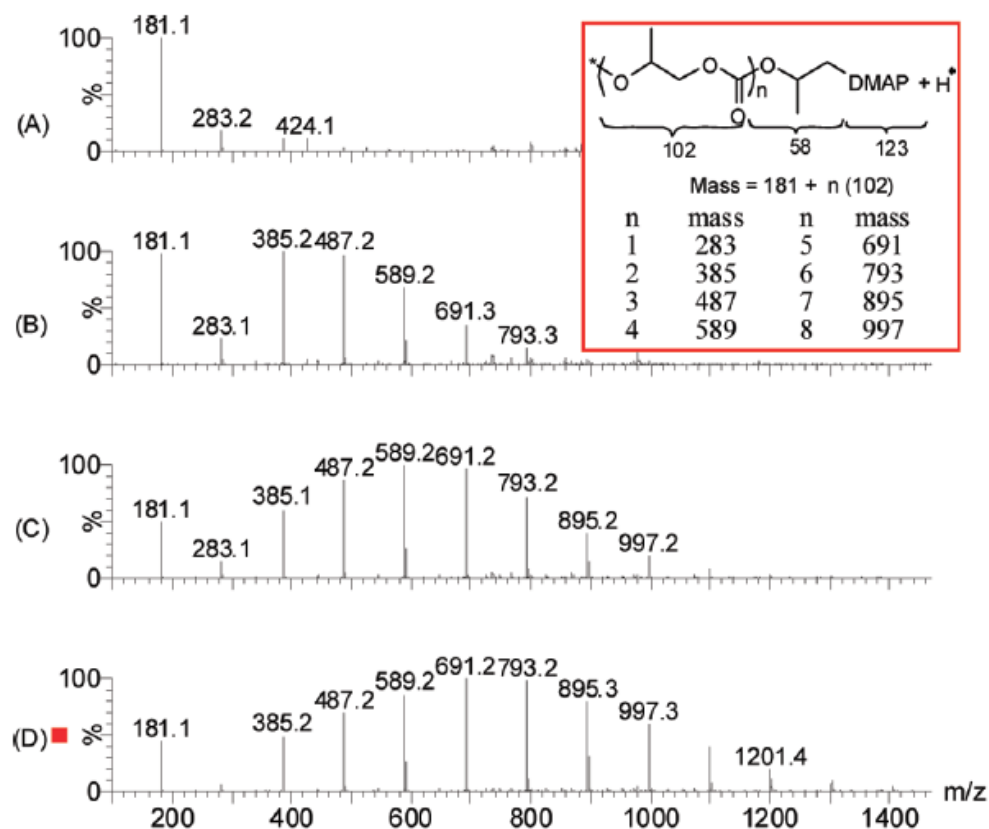 181.1
100
%
(A)
283.2
424.1
0
* ( O O O ) n O DMAP + H+
O
102 58 123
Mass = 181 + n (102)
n mass n mass
1 283 5 691
2 385 6 793
3 487 7 895
4 589 8 997
100
181.1
385.2 487.2
589.2
%
(B)
283.1
691.3
793.3
0
100
487.2
589.2 691.2
793.2
181.1
%
385.1
(C)
283.1
895.2
997.2
0
100
691.2 793.2
589.2
895.3
487.2
(D)
%
181.1
385.2
997.3
1201.4
0
m/z
200 400 600 800 1000 1200 1400